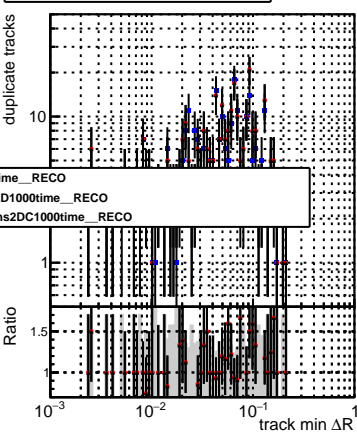 duplicate tracks
10
ime__RECO
D1000time__RECO
ns2DC1000time__RECO
1
Ratio
1.5
1
10⁻³
10⁻²
10⁻¹
1
track min ΔR